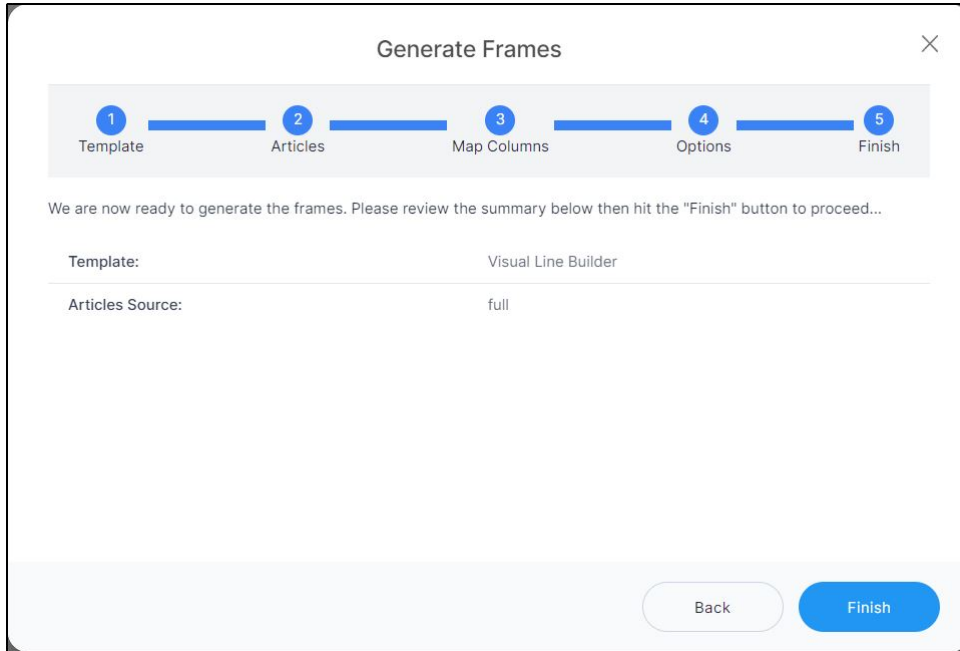 Generate Frames
1 2 3 4 5
Template Articles Map Columns Options Finish
We are now ready to generate the frames. Please review the summary below then hit the "Finish" button to proceed...
Template: Visual Line Builder
Articles Source: full
Back Finish